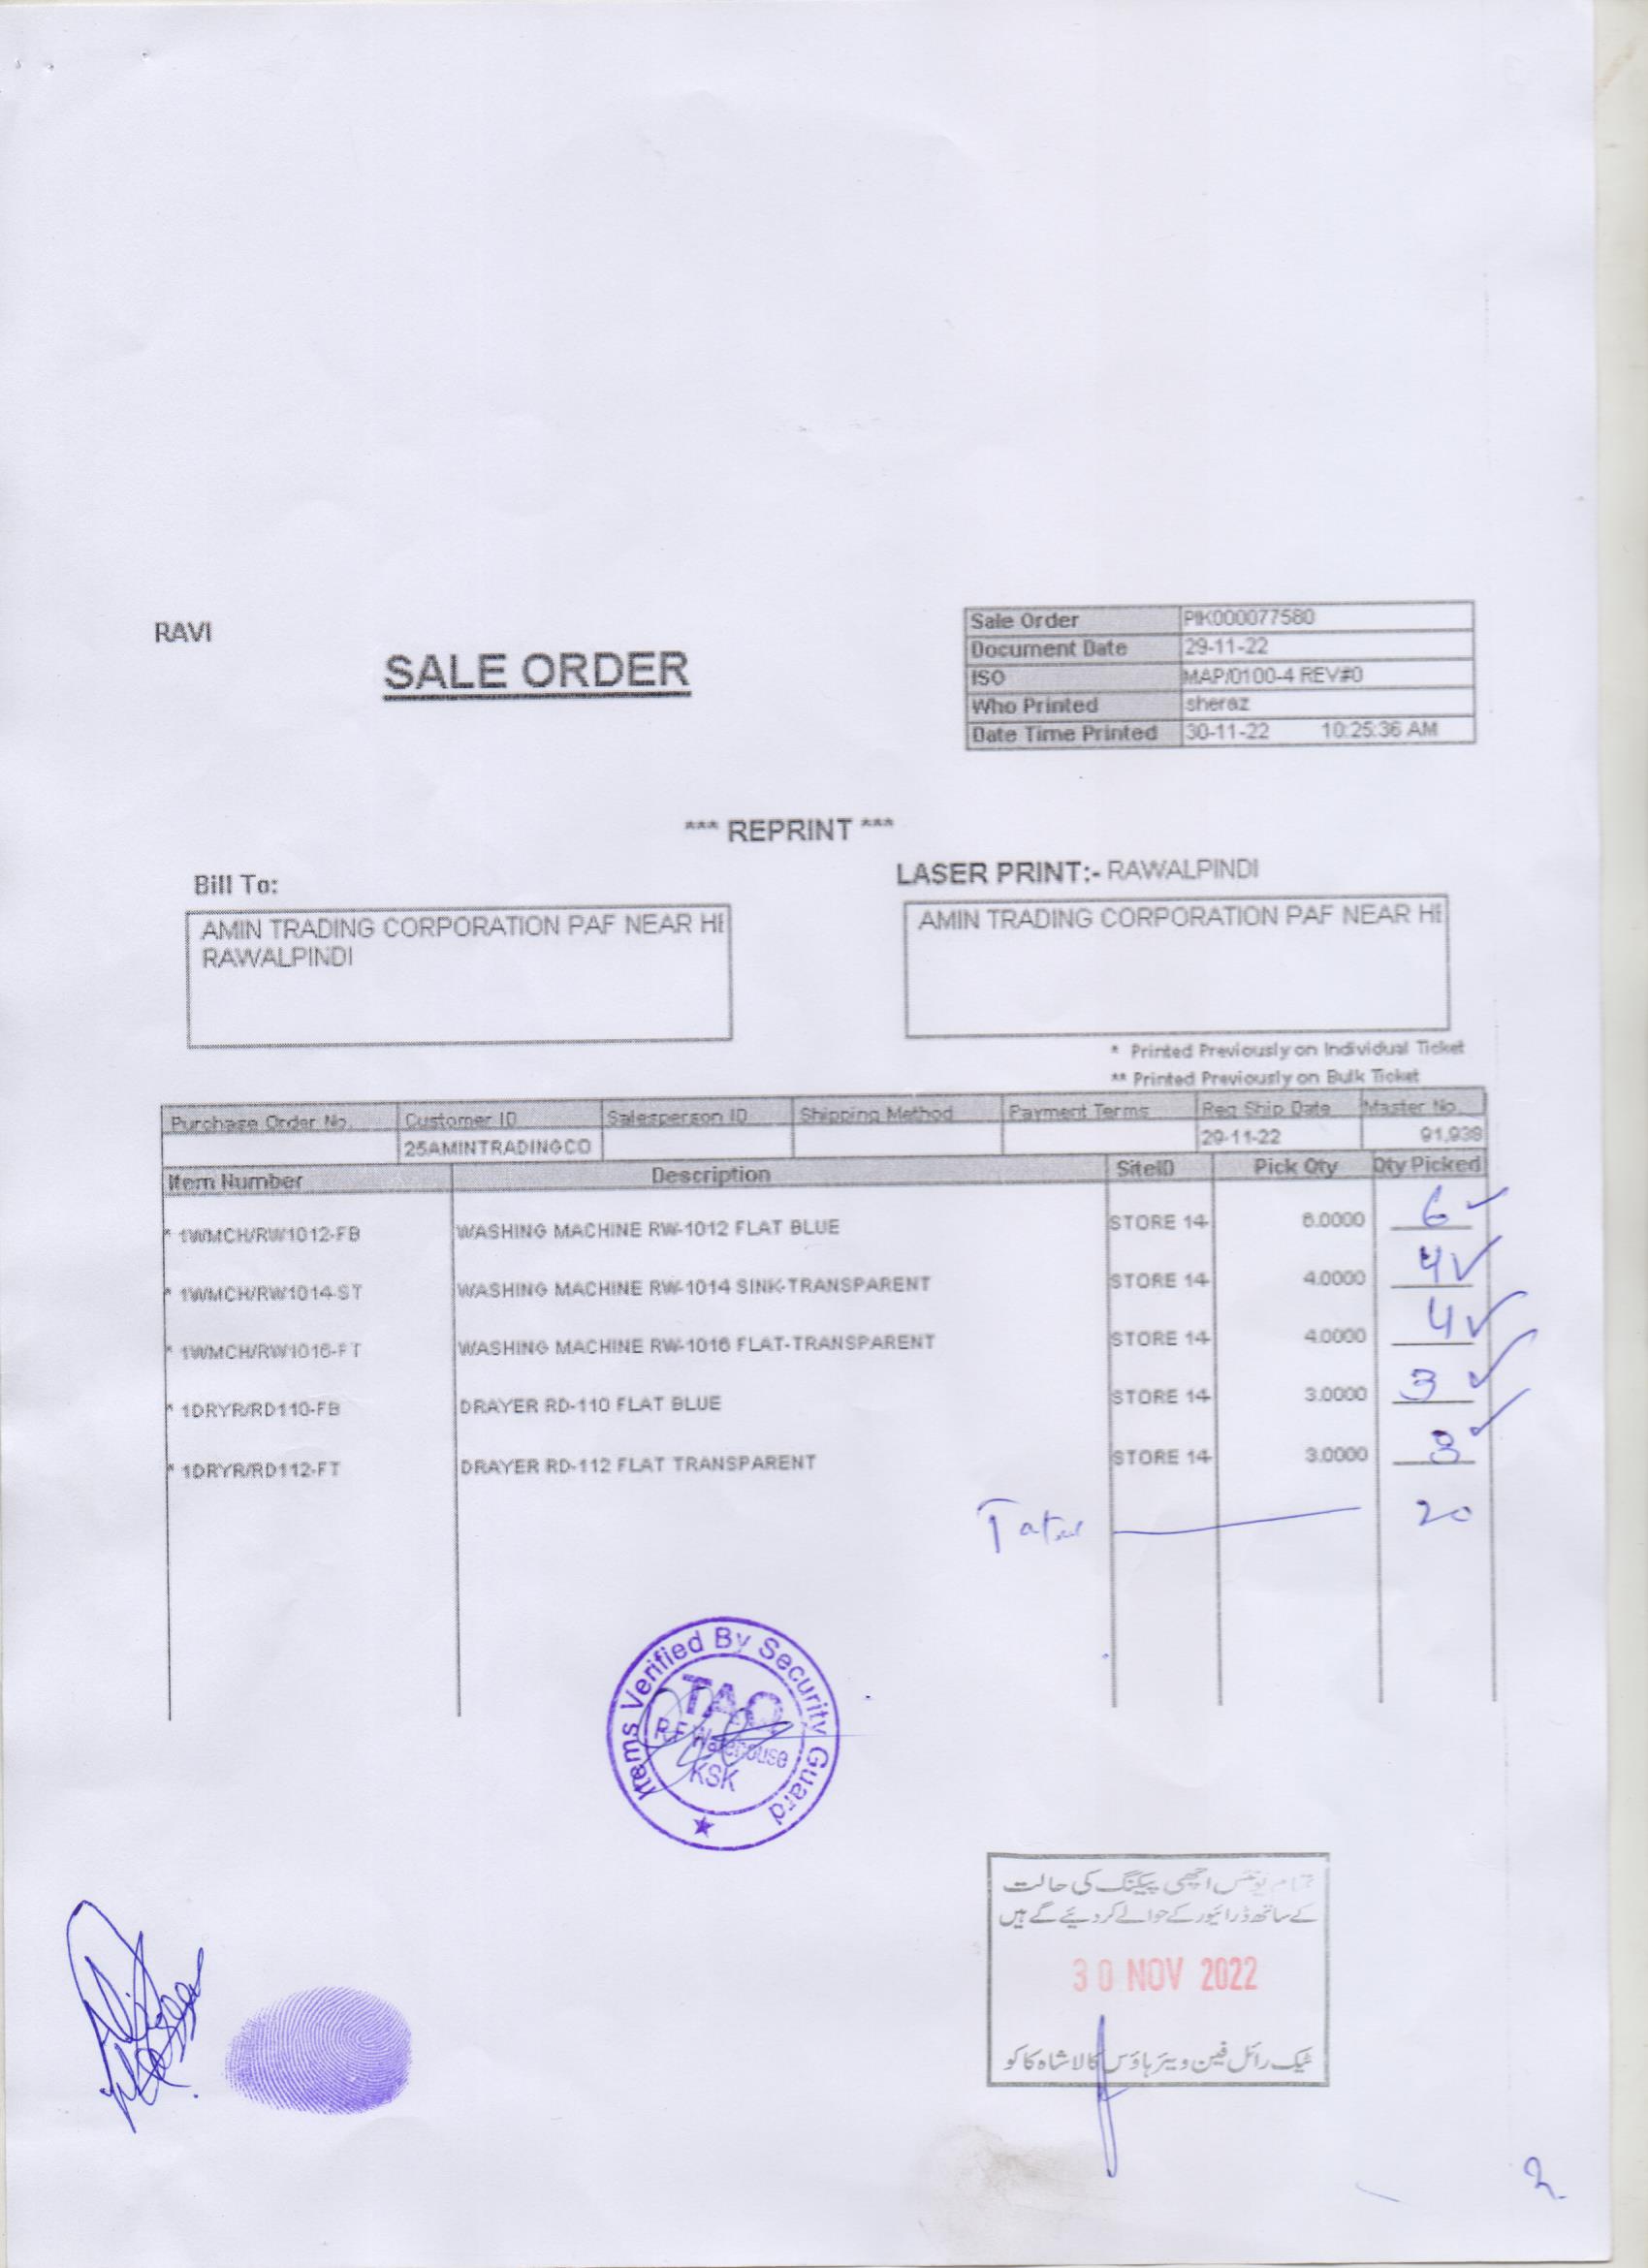 RAVI
SALE ORDER
Sale Order PIK000077580
Document Date 29-11-22
ISO MAP/0100-4 REV#0
Who Printed sheraz
Date Time Printed 30-11-22 10:25:36 AM
*** REPRINT ***
Bill To:
LASER PRINT:- RAWALPINDI
AMIN TRADING CORPORATION PAF NEAR HE
RAWALPINDI
AMIN TRADING CORPORATION PAF NEAR HE
* Printed Previously on Individual Ticket
** Printed Previously on Bulk Ticket
Purchase Order No. Customer ID Salesperson ID Shipping Method Payment Terms Req Ship Date Master No.
25AMINTRADINGCO 29-11-22 91,938
Item Number Description SiteID Pick Qty Qty Picked
* 1WMCH/RW1012-FB WASHING MACHINE RW-1012 FLAT BLUE STORE 14 6.0000 6
* 1WMCH/RW1014-ST WASHING MACHINE RW-1014 SINK-TRANSPARENT STORE 14 4.0000 4
* 1WMCH/RW1016-FT WASHING MACHINE RW-1016 FLAT-TRANSPARENT STORE 14 4.0000 4
* 1DRYR/RD110-FB DRAYER RD-110 FLAT BLUE STORE 14 3.0000 3
* 1DRYR/RD112-FT DRAYER RD-112 FLAT TRANSPARENT STORE 14 3.0000 3
Total 20
Items Verified By Security Guard
R.F Warehouse
KSK
تمام یونٹس اچھی پیکنگ کی حالت
کے ساتھ ڈرائیور کے حوالے کر دیئے گے ہیں
30 NOV 2022
ٹیک رائل فین ویئر ہاؤس کالا شاہ کاکو